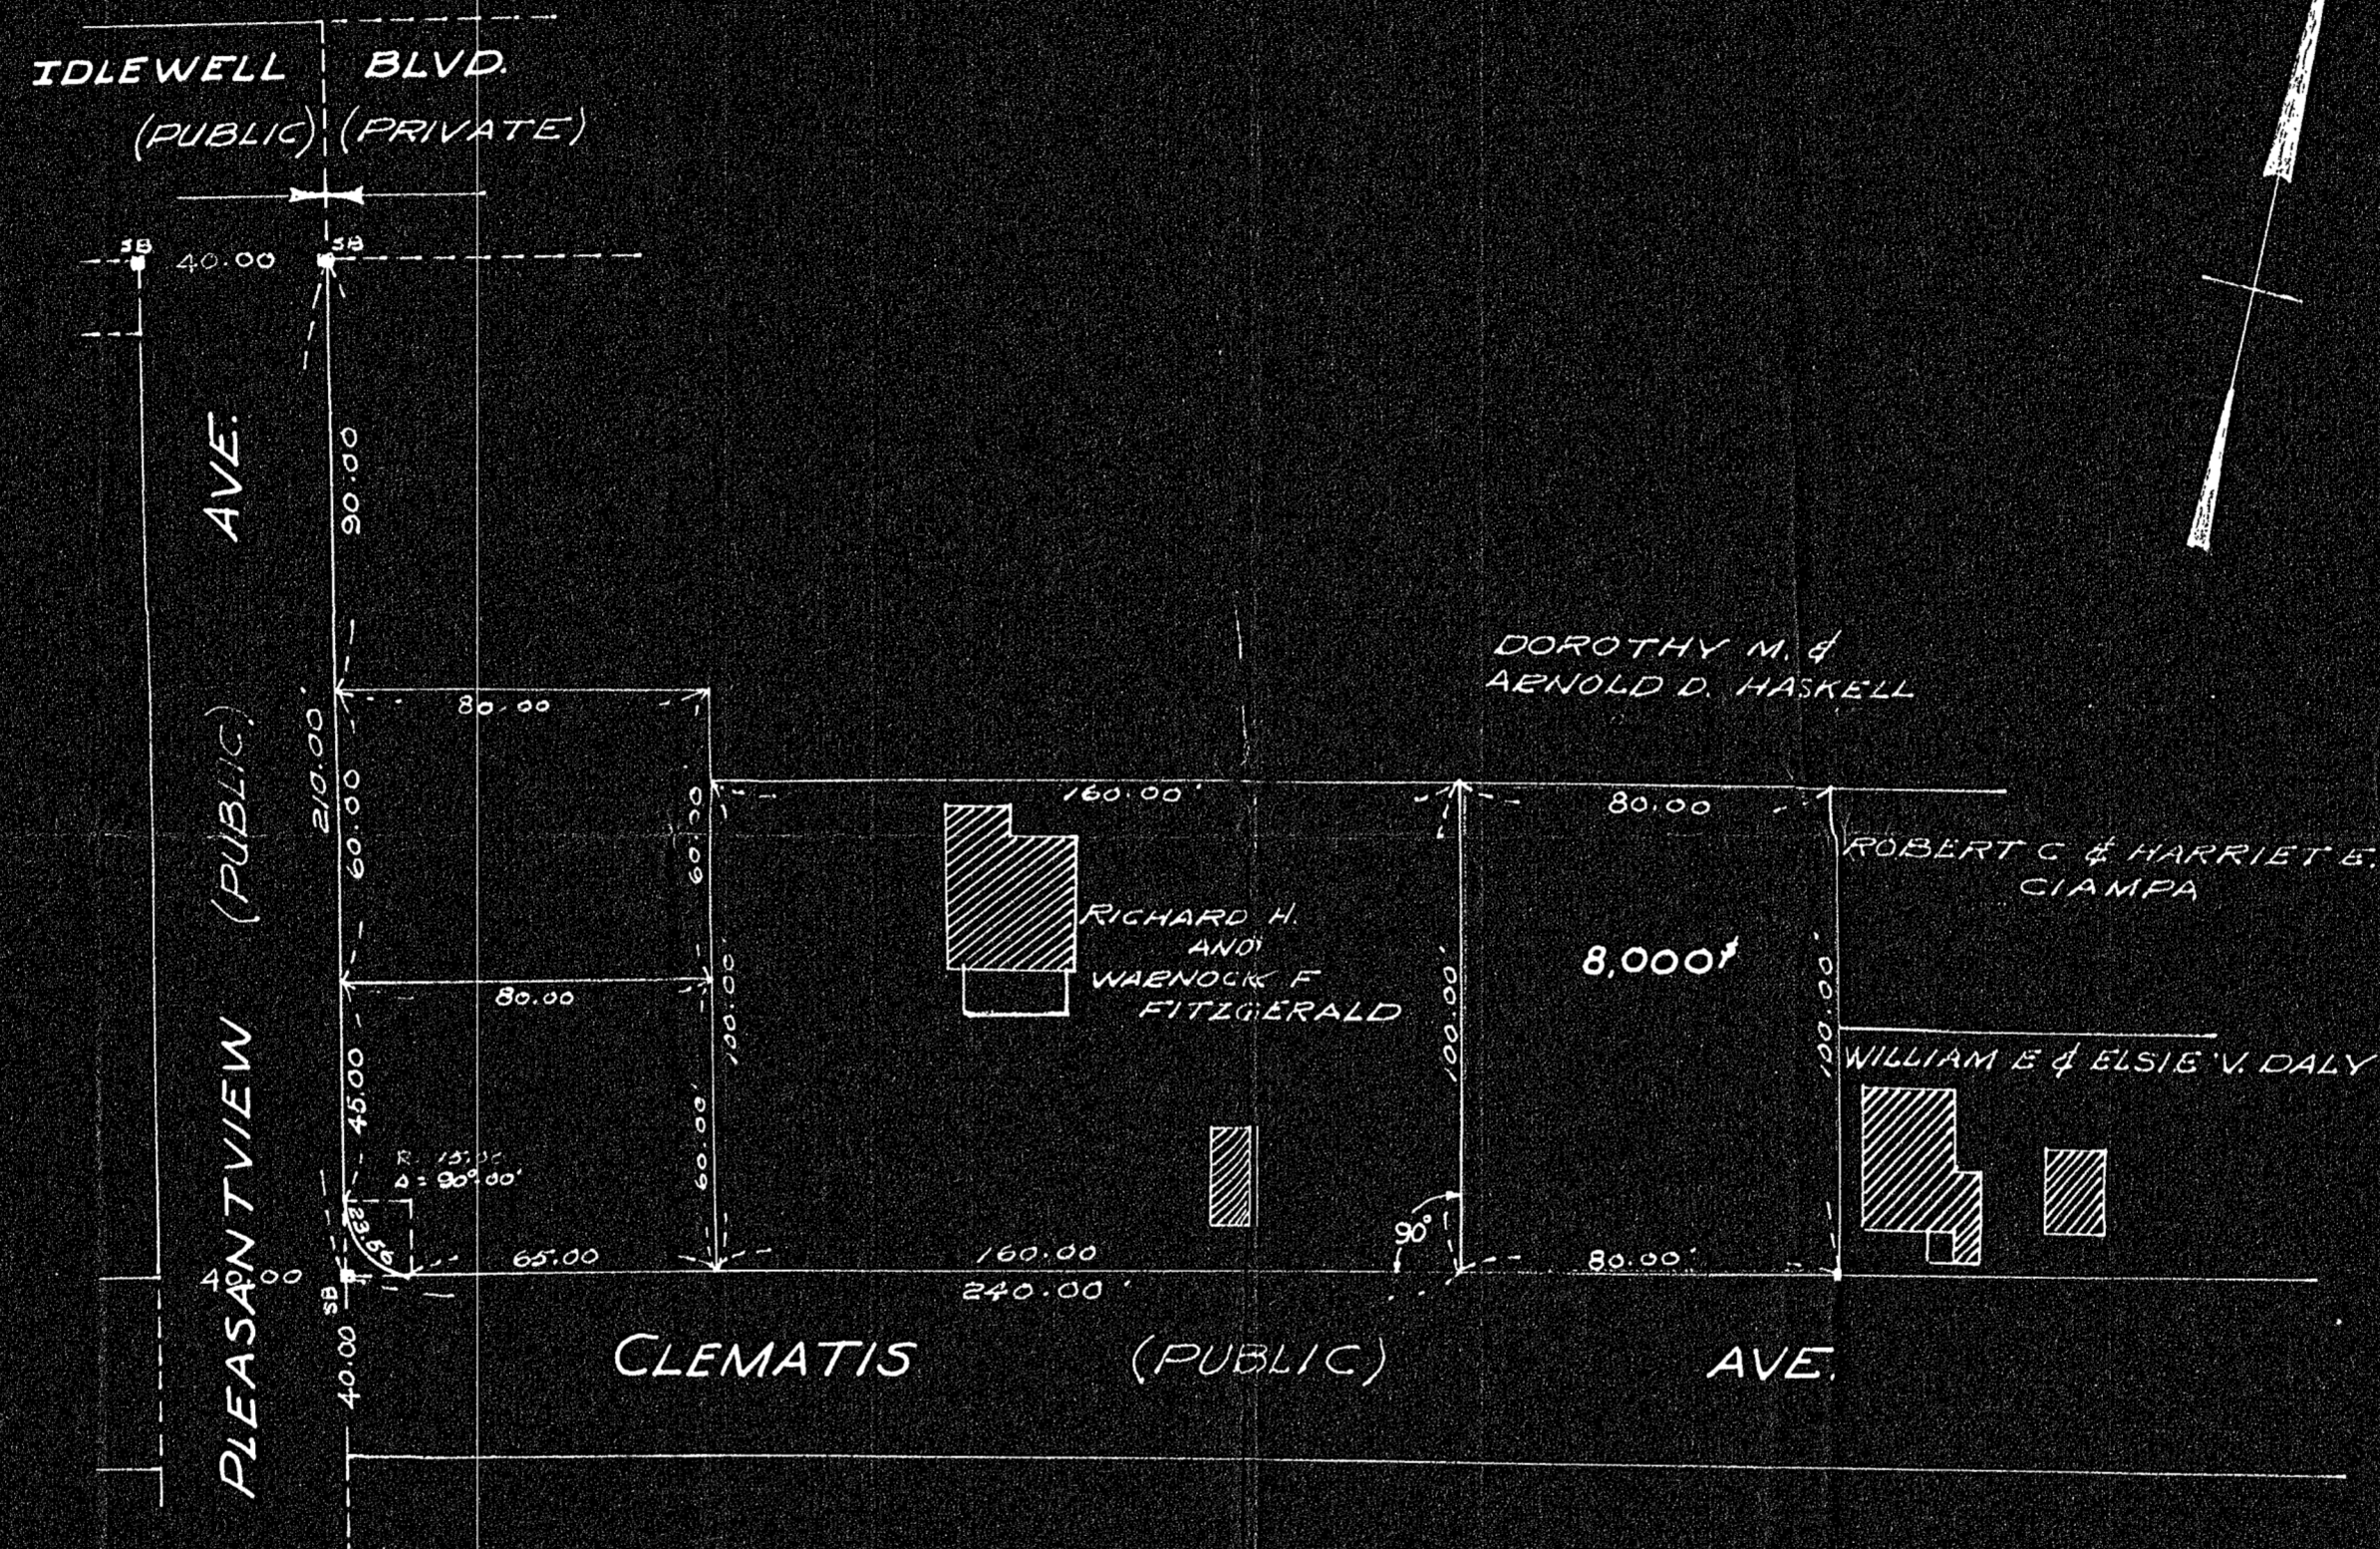 IDLEWELL BLVD.
(PUBLIC) (PRIVATE)
SB 40.00 SB
PLEASANTVIEW (PUBLIC) AVE.
90.00
210.00'
60.00
45.00
80.00
60.00
80.00
60.00'
100.00'
R = 15.00
Δ = 90°00'
23.56
65.00
40.00
SB
40.00
160.00'
RICHARD H.
AND
WARNOCK F
FITZGERALD
160.00
240.00'
90°
100.00'
DOROTHY M. &
ARNOLD D. HASKELL
80.00
8,000
100.00'
80.00'
ROBERT C & HARRIET E.
CIAMPA
WILLIAM E & ELSIE V. DALY
CLEMATIS (PUBLIC) AVE.